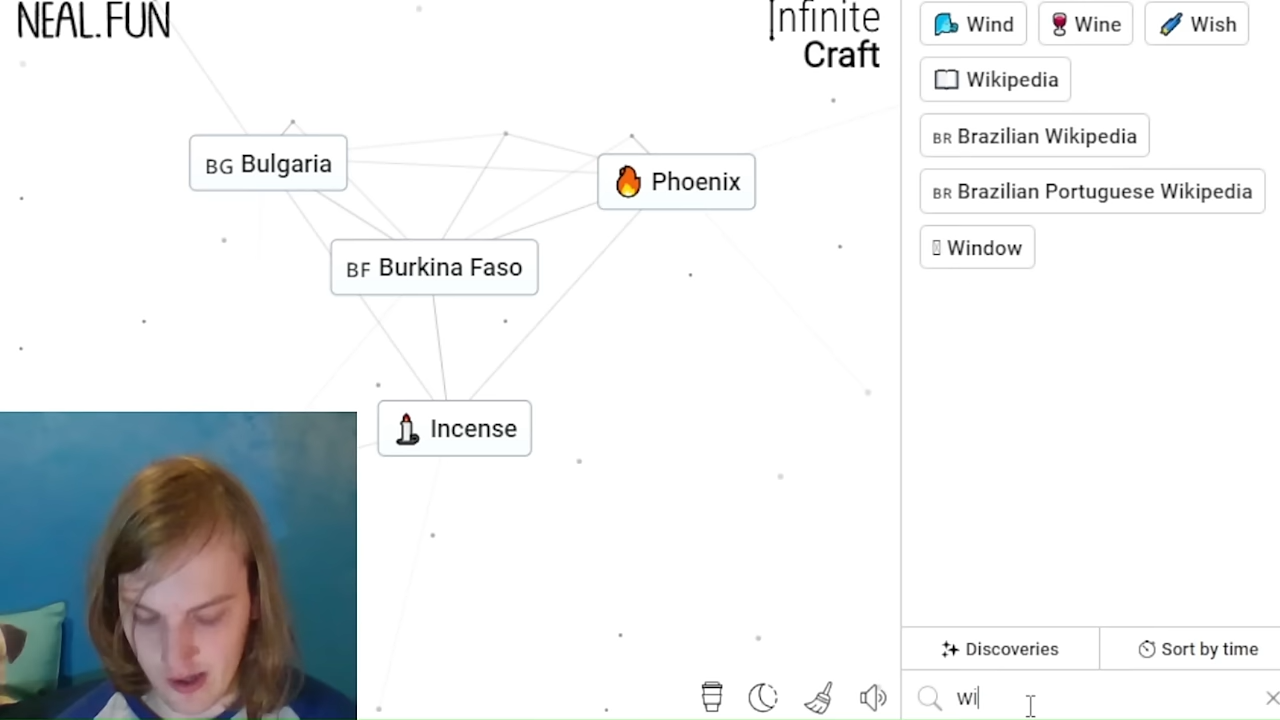 NEAL.FUN
Infinite
Craft
BG Bulgaria
Phoenix
BF Burkina Faso
Incense
Wind
Wine
Wish
Wikipedia
BR Brazilian Wikipedia
BR Brazilian Portuguese Wikipedia
Window
Discoveries
Sort by time
wi